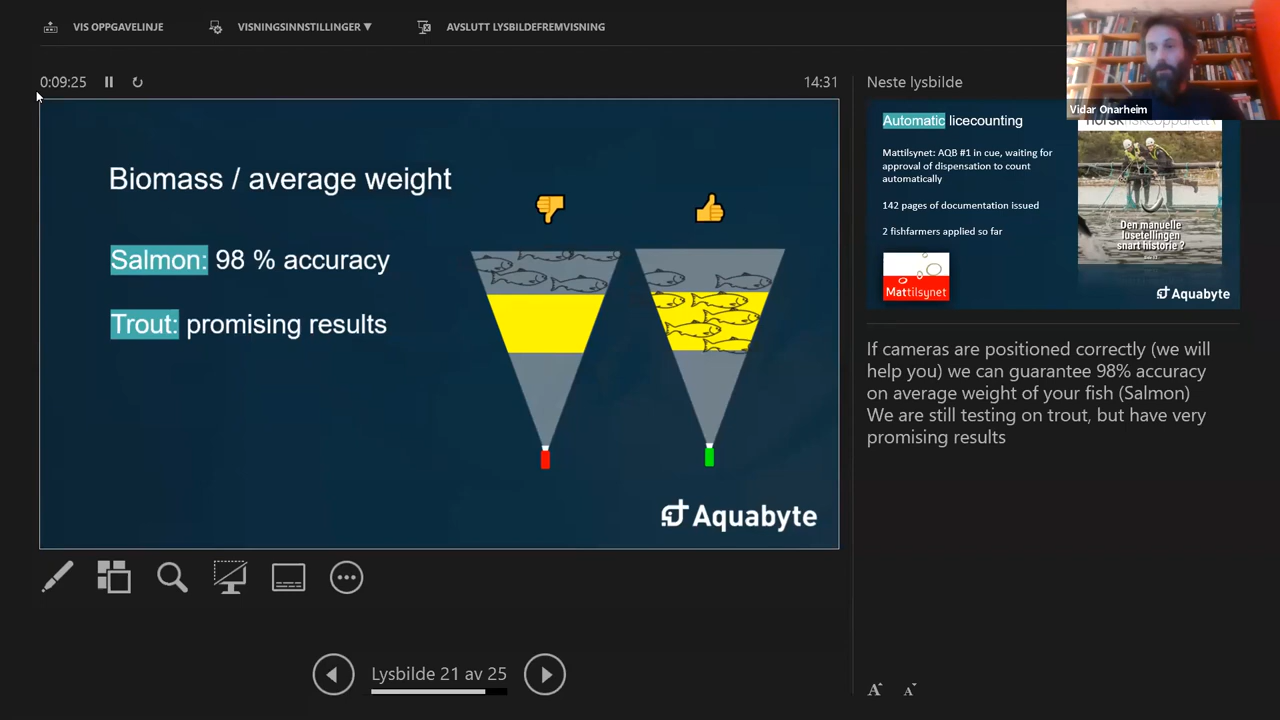 VIS OPPGAVELINJE
VISNINGSINNSTILLINGER ▼
AVSLUTT LYSBILDEFREMVISNING
0:09:25
14:31
Biomass / average weight
Salmon: 98 % accuracy
Trout: promising results
Aquabyte
Lysbilde 21 av 25
Neste lysbilde
Vidar Onarheim
Automatic licecounting
Mattilsynet: AQB #1 in cue, waiting for
approval of dispensation to count
automatically
142 pages of documentation issued
2 fishfarmers applied so far
Mattilsynet
Den manuelle
lusetellingen
snart historie ?
Aquabyte
If cameras are positioned correctly (we will
help you) we can guarantee 98% accuracy
on average weight of your fish (Salmon)
We are still testing on trout, but have very
promising results
A A